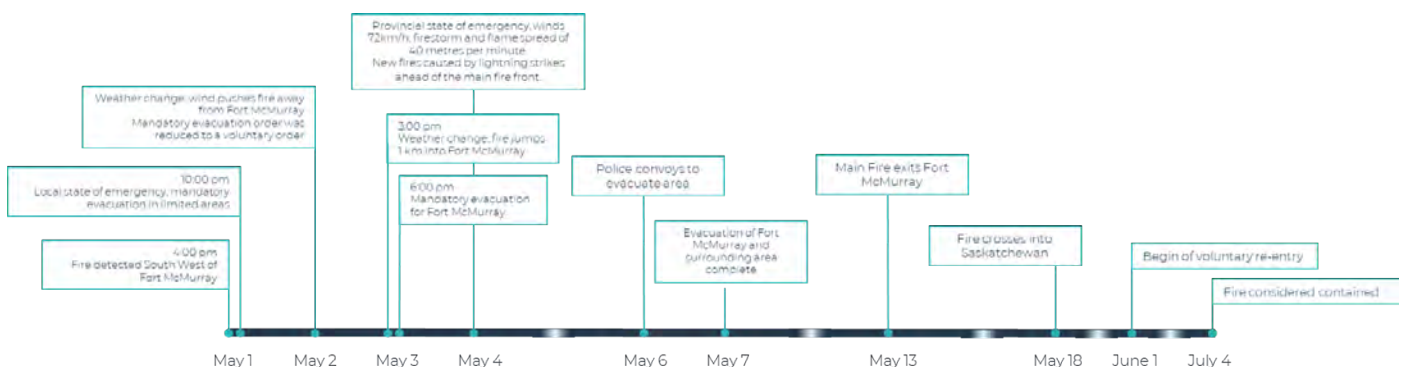 Provincial state of emergency, winds
72km/h, firestorm and flame spread of
40 metres per minute
New fires caused by lightning strikes
ahead of the main fire front.
Weather change, wind pushes fire away
from Fort McMurray
Mandatory evacuation order was
reduced to a voluntary order
3:00 pm
Weather change, fire jumps
1 km into Fort McMurray
10:00 pm
Local state of emergency, mandatory
evacuation in limited areas
6:00 pm
Mandatory evacuation
for Fort McMurray
Police convoys to
evacuate area
Main Fire exits Fort
McMurray
4:00 pm
Fire detected South West of
Fort McMurray
Evacuation of Fort
McMurray and
surrounding area
complete
Fire crosses into
Saskatchewan
Begin of voluntary re-entry
Fire considered contained
May 1
May 2
May 3
May 4
May 6
May 7
May 13
May 18
June 1
July 4